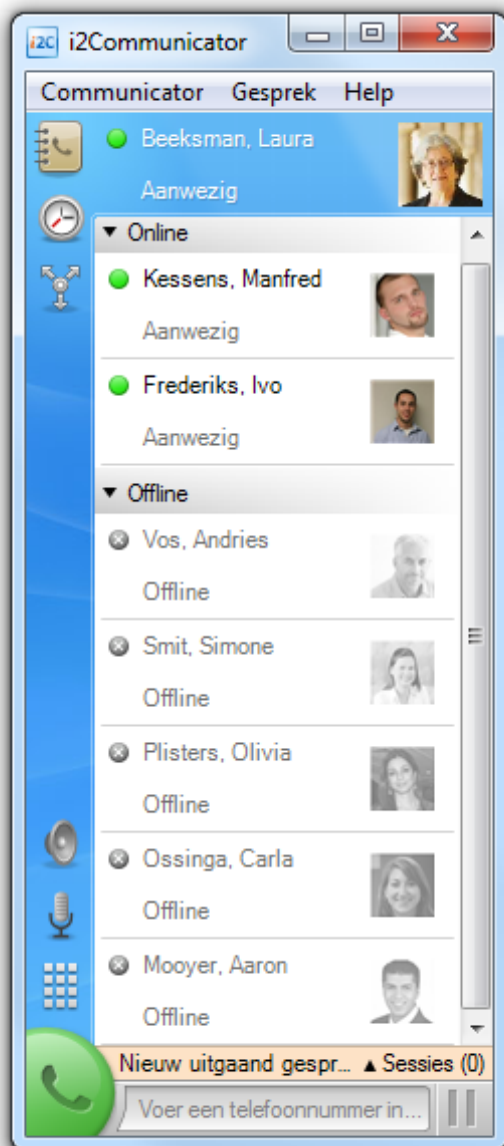 i2C i2Communicator
Communicator Gesprek Help
Beeksman, Laura
Aanwezig
Online
Kessens, Manfred
Aanwezig
Frederiks, Ivo
Aanwezig
Offline
Vos, Andries
Offline
Smit, Simone
Offline
Plisters, Olivia
Offline
Ossinga, Carla
Offline
Mooyer, Aaron
Offline
Nieuw uitgaand gespr... ▲ Sessies (0)
Voer een telefoonnummer in...